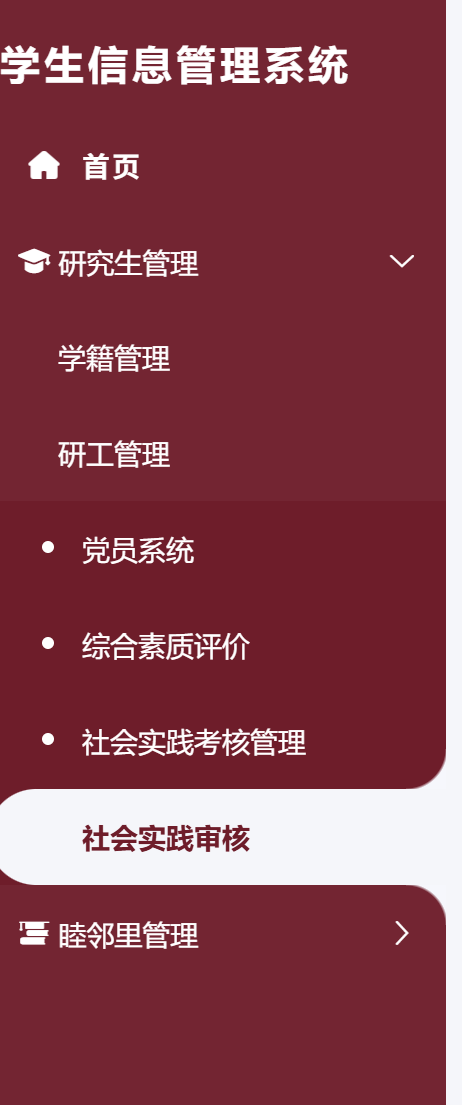 学生信息管理系统
首页
研究生管理
学籍管理
研工管理
党员系统
综合素质评价
社会实践考核管理
社会实践审核
睦邻里管理